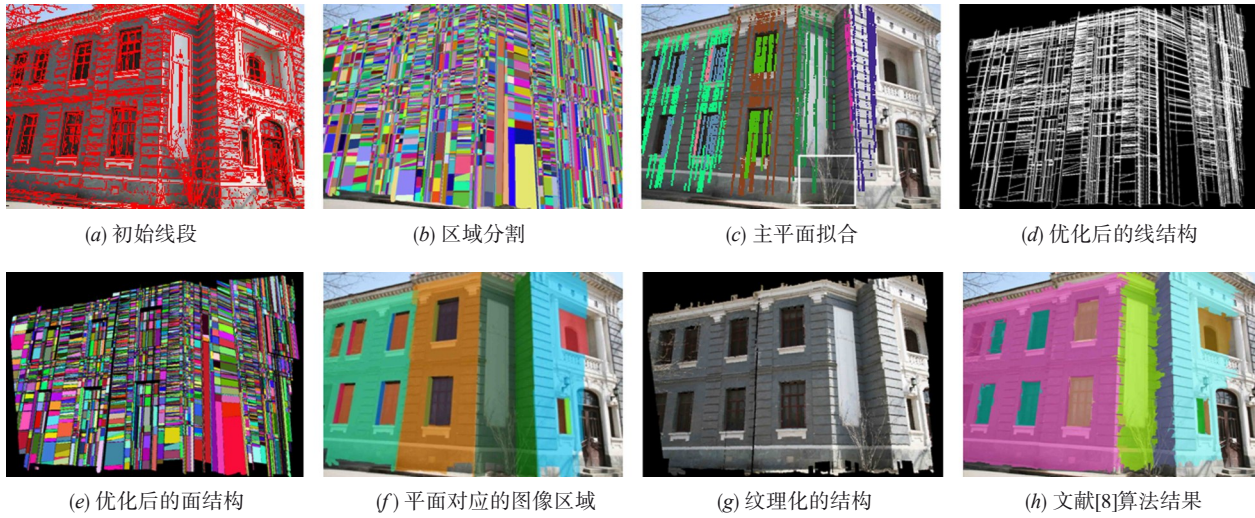 (a) 初始线段
(b) 区域分割
(c) 主平面拟合
(d) 优化后的线结构
(e) 优化后的面结构
(f) 平面对应的图像区域
(g) 纹理化的结构
(h) 文献[8]算法结果